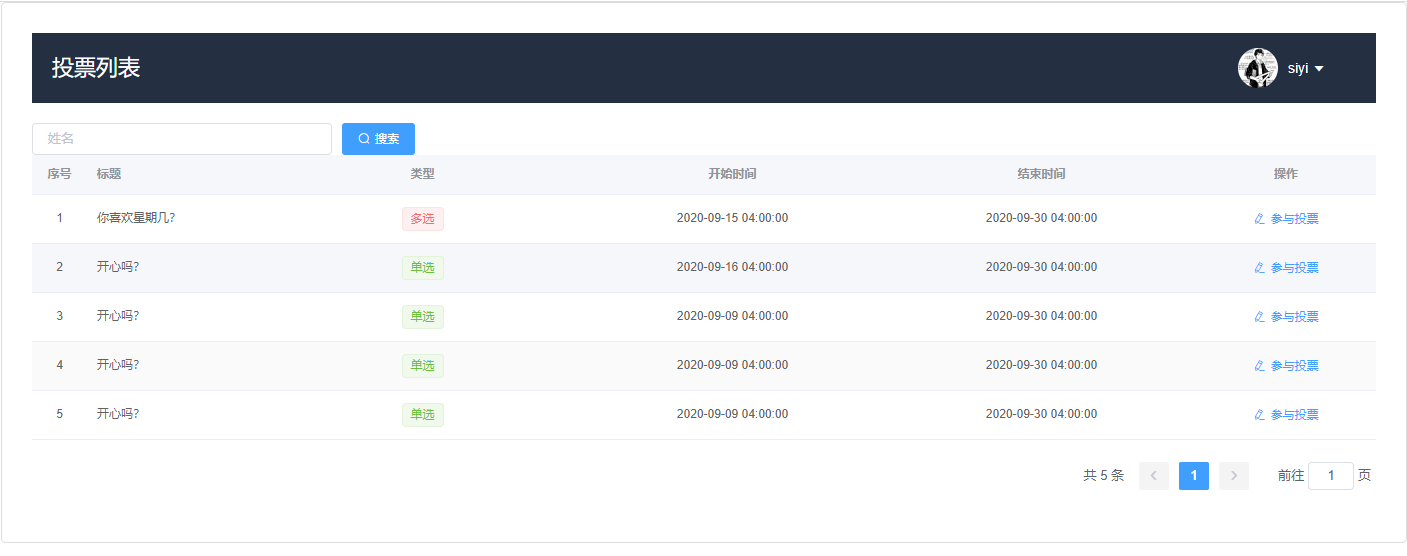 投票列表
siyi
姓名
搜索
序号 标题 类型 开始时间 结束时间 操作
1 你喜欢星期几? 多选 2020-09-15 04:00:00 2020-09-30 04:00:00 参与投票
2 开心吗? 单选 2020-09-16 04:00:00 2020-09-30 04:00:00 参与投票
3 开心吗? 单选 2020-09-09 04:00:00 2020-09-30 04:00:00 参与投票
4 开心吗? 单选 2020-09-09 04:00:00 2020-09-30 04:00:00 参与投票
5 开心吗? 单选 2020-09-09 04:00:00 2020-09-30 04:00:00 参与投票
共 5 条 1 前往 1 页